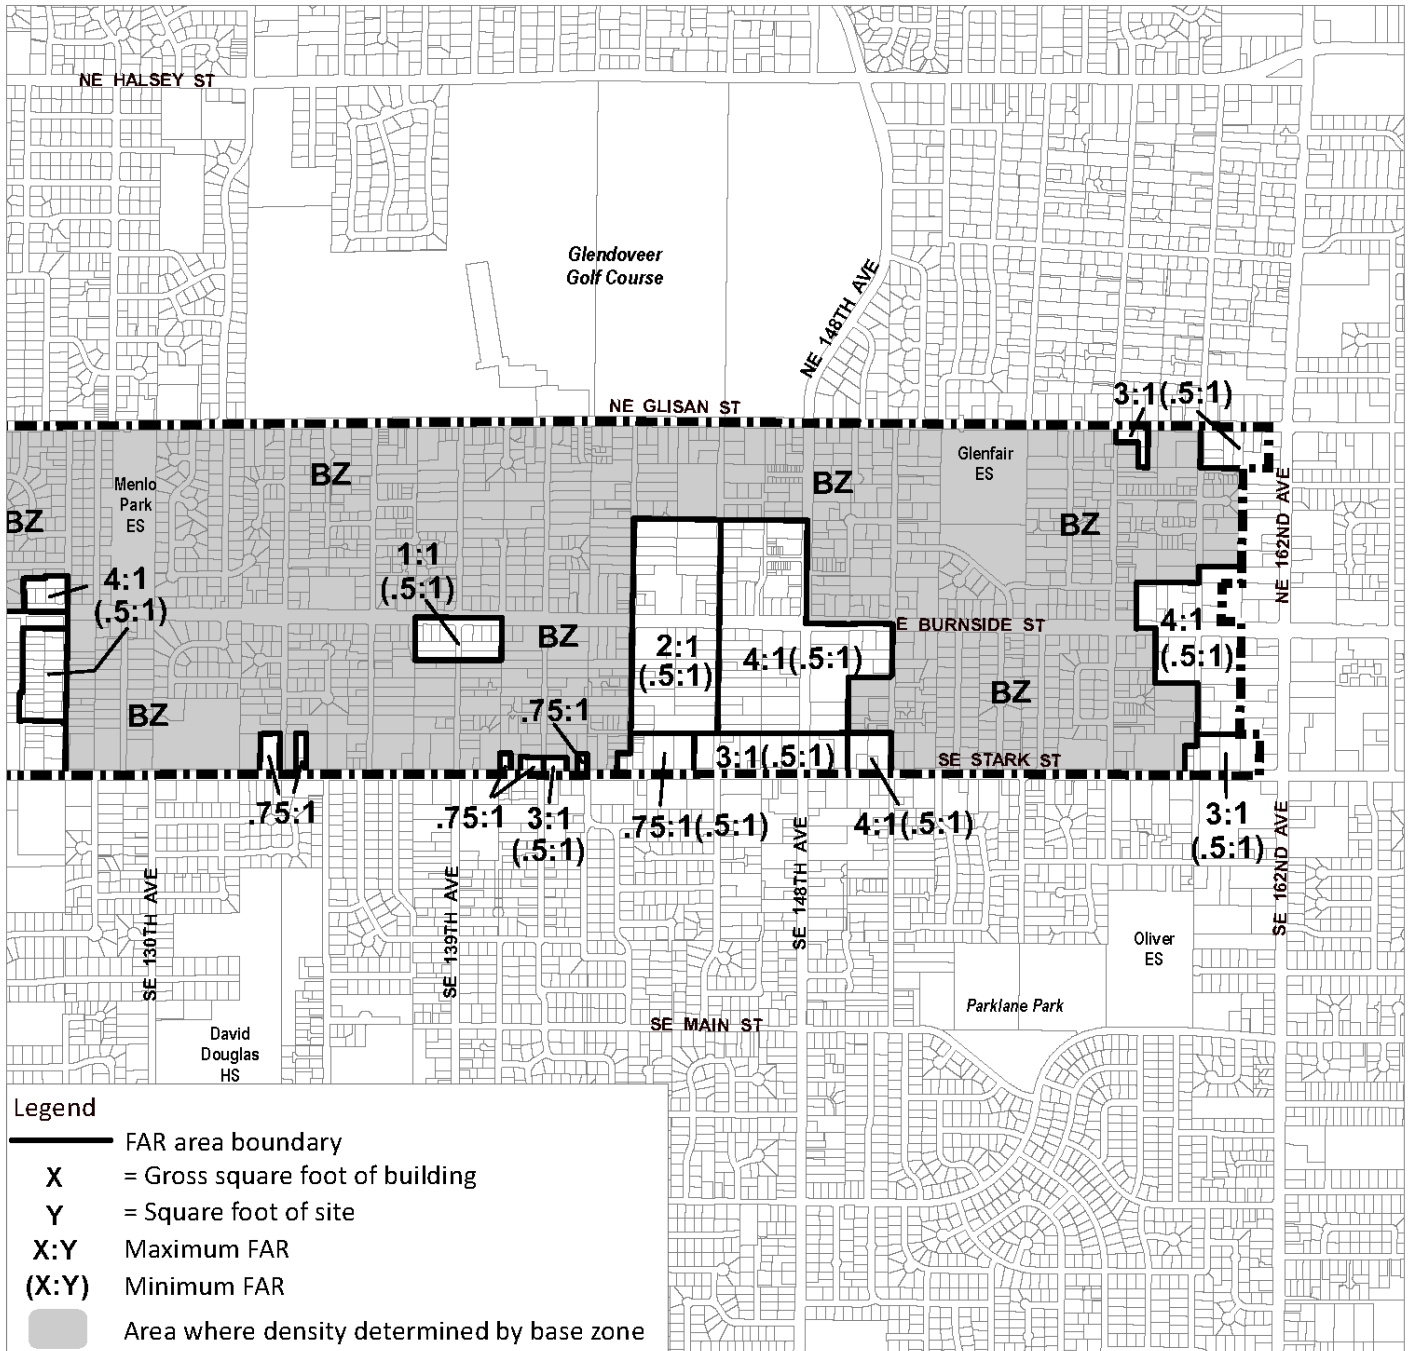 NE HALSEY ST
Glendoveer
Golf Course
NE 148TH AVE
3:1(.5:1)
NE GLISAN ST
BZ
BZ
Glenfair
ES
Menlo
Park
ES
BZ
BZ
NE 162ND AVE
1:1
(.5:1)
4:1
(.5:1)
E BURNSIDE ST
4:1
(.5:1)
BZ
2:1
(.5:1)
4:1(.5:1)
BZ
BZ
.75:1
3:1(.5:1)
SE STARK ST
.75:1
.75:1
3:1
(.5:1)
.75:1(.5:1)
4:1(.5:1)
3:1
(.5:1)
SE 148TH AVE
SE 162ND AVE
SE 130TH AVE
SE 139TH AVE
Oliver
ES
Parklane Park
SE MAIN ST
David
Douglas
HS
Legend
FAR area boundary
X = Gross square foot of building
Y = Square foot of site
X:Y Maximum FAR
(X:Y) Minimum FAR
Area where density determined by base zone